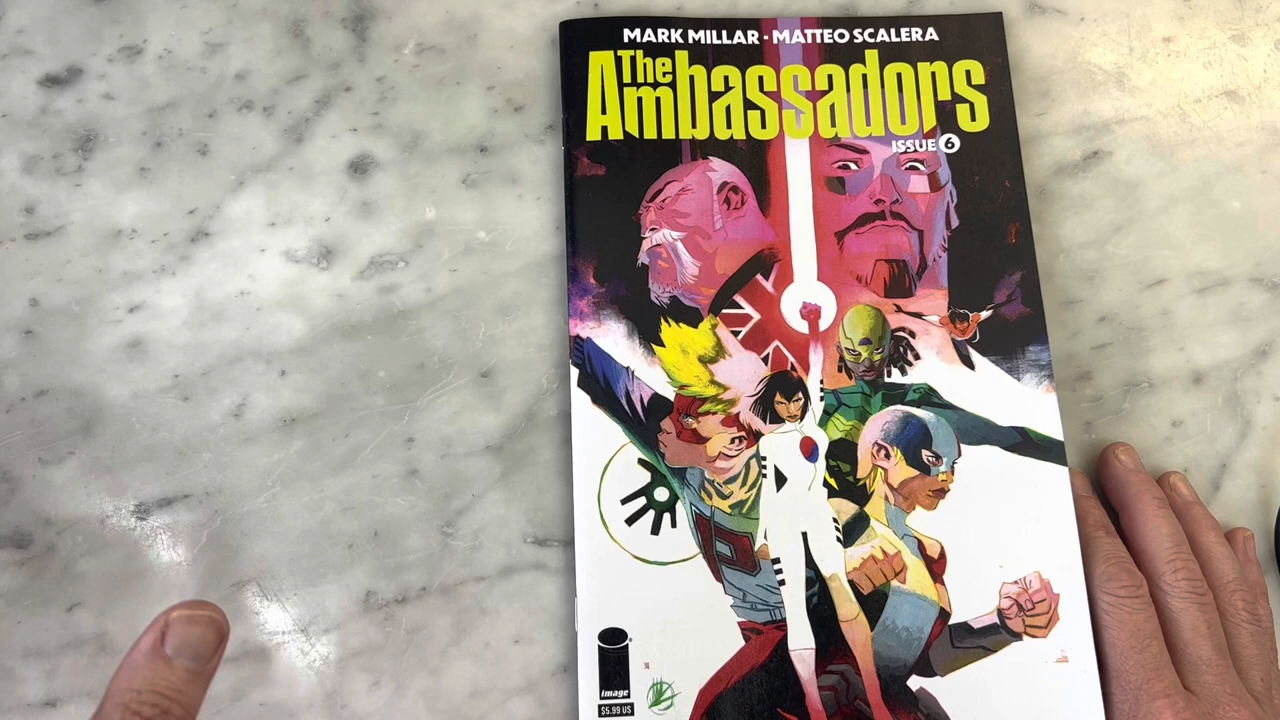 MARK MILLAR · MATTEO SCALERA
The
Ambassadors
ISSUE 6
image
$5.99 US